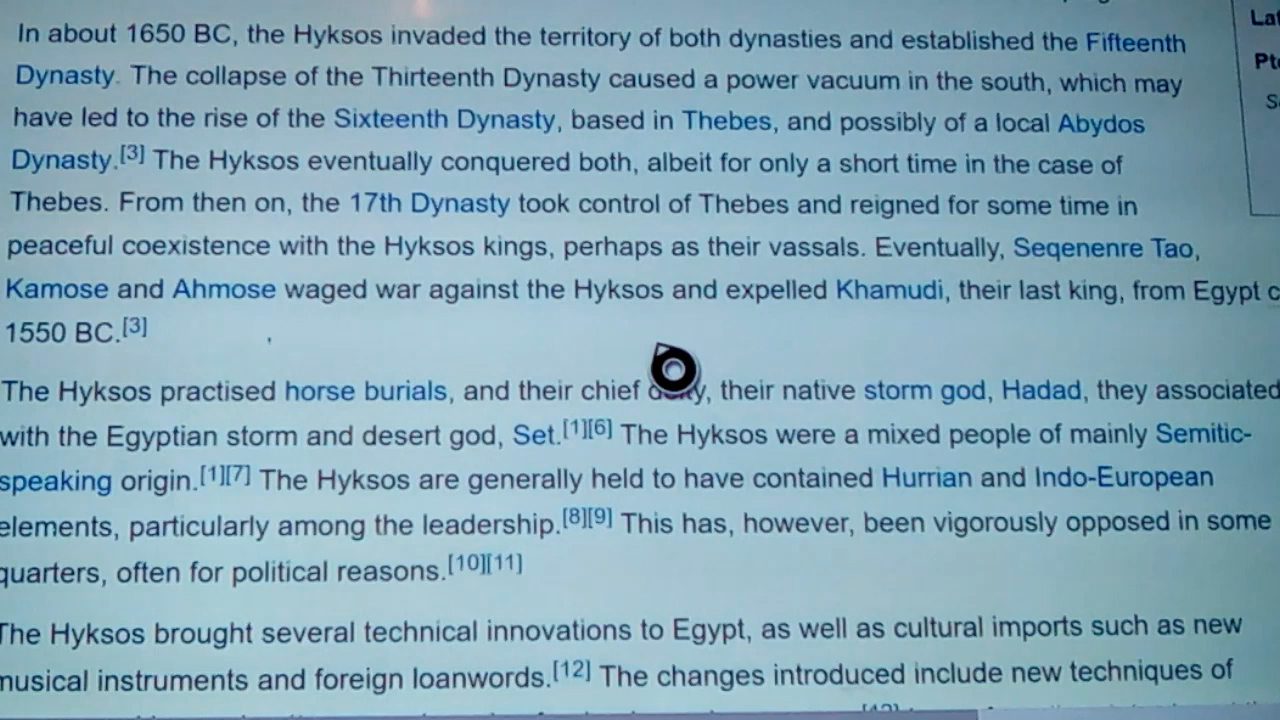 In about 1650 BC, the Hyksos invaded the territory of both dynasties and established the Fifteenth
Dynasty. The collapse of the Thirteenth Dynasty caused a power vacuum in the south, which may
have led to the rise of the Sixteenth Dynasty, based in Thebes, and possibly of a local Abydos
Dynasty.[3] The Hyksos eventually conquered both, albeit for only a short time in the case of
Thebes. From then on, the 17th Dynasty took control of Thebes and reigned for some time in
peaceful coexistence with the Hyksos kings, perhaps as their vassals. Eventually, Seqenenre Tao,
Kamose and Ahmose waged war against the Hyksos and expelled Khamudi, their last king, from Egypt c
1550 BC.[3]
The Hyksos practised horse burials, and their chief deity, their native storm god, Hadad, they associated
with the Egyptian storm and desert god, Set.[1][6] The Hyksos were a mixed people of mainly Semitic-
speaking origin.[1][7] The Hyksos are generally held to have contained Hurrian and Indo-European
elements, particularly among the leadership.[8][9] This has, however, been vigorously opposed in some
quarters, often for political reasons.[10][11]
The Hyksos brought several technical innovations to Egypt, as well as cultural imports such as new
musical instruments and foreign loanwords.[12] The changes introduced include new techniques of
La
Pt
S